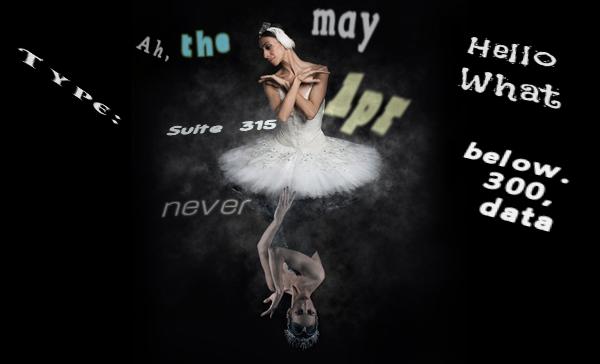 Type:
Ah, the
may
Apr
Suite 315
never
Hello
What
below.
300,
data